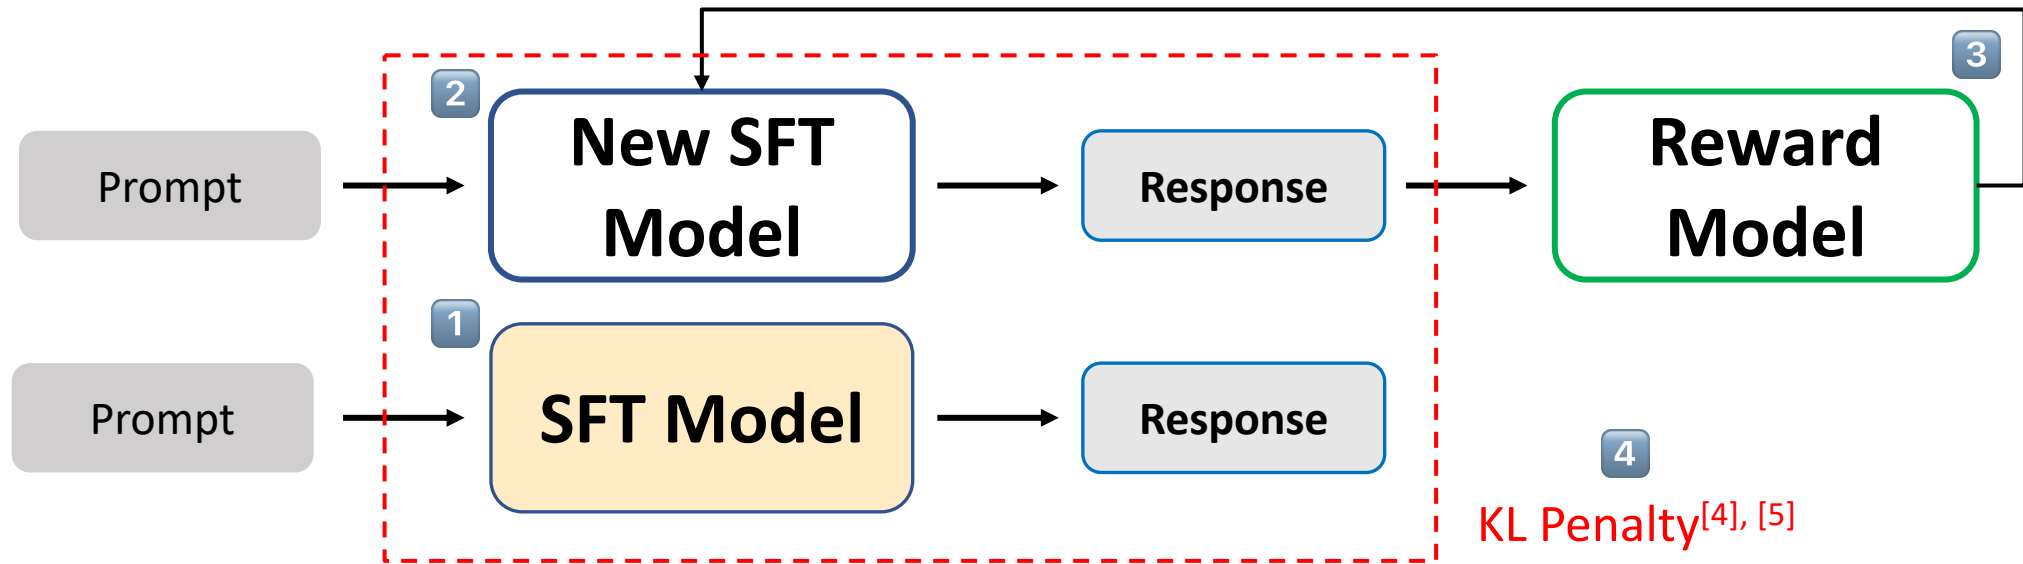 3
2
New SFT
Model
Prompt
Response
Reward
Model
1
Prompt
SFT Model
Response
4
KL Penalty[4], [5]